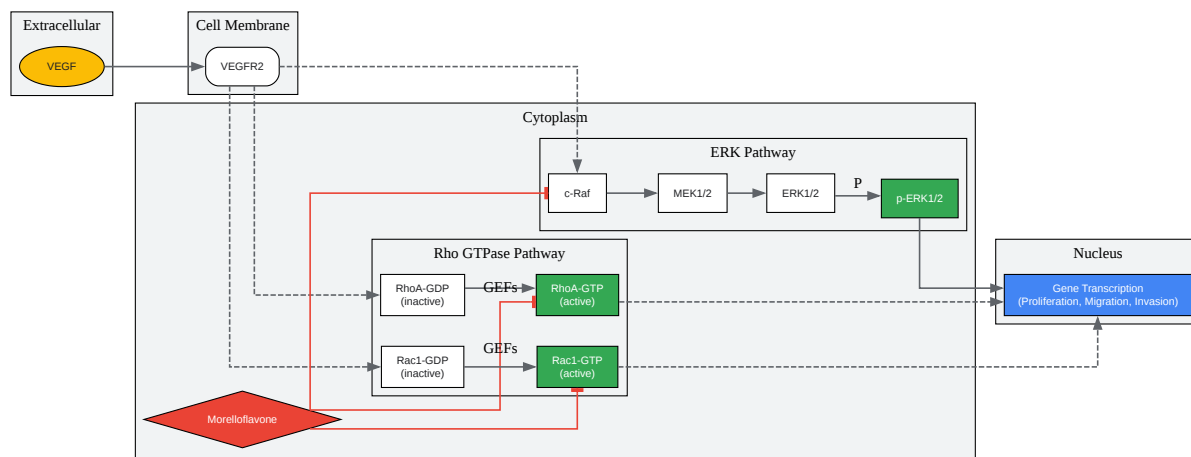 Extracellular
VEGF
Cell Membrane
VEGFR2
Cytoplasm
ERK Pathway
c-Raf
MEK1/2
ERK1/2
P
p-ERK1/2
Rho GTPase Pathway
RhoA-GDP
(inactive)
GEFs
RhoA-GTP
(active)
Rac1-GDP
(inactive)
GEFs
Rac1-GTP
(active)
Nucleus
Gene Transcription
(Proliferation, Migration, Invasion)
Morelloflavone